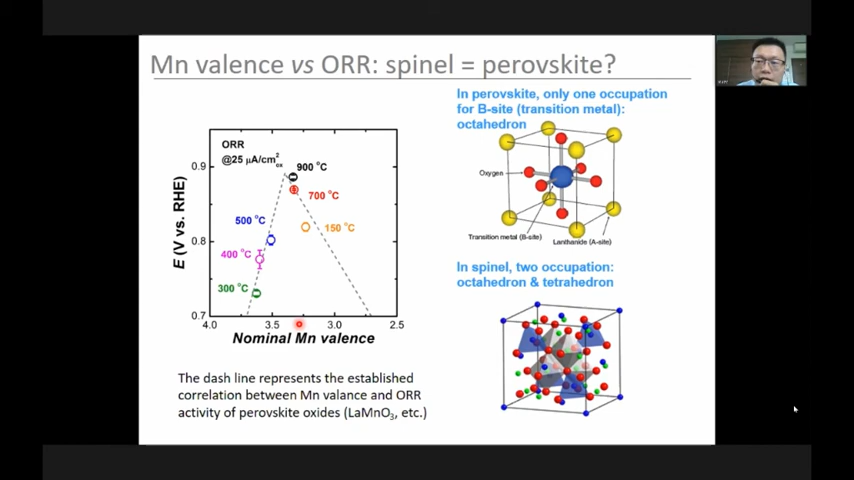 Mn valence vs ORR: spinel = perovskite?
In perovskite, only one occupation
for B-site (transition metal):
octahedron
ORR
@25 μA/cm²ox
900 °C
700 °C
500 °C
150 °C
400 °C
300 °C
E (V vs. RHE)
0.9
0.8
0.7
4.0
3.5
3.0
2.5
Nominal Mn valence
Oxygen
Transition metal (B-site)
Lanthanide (A-site)
In spinel, two occupation:
octahedron & tetrahedron
The dash line represents the established
correlation between Mn valance and ORR
activity of perovskite oxides (LaMnO₃, etc.)